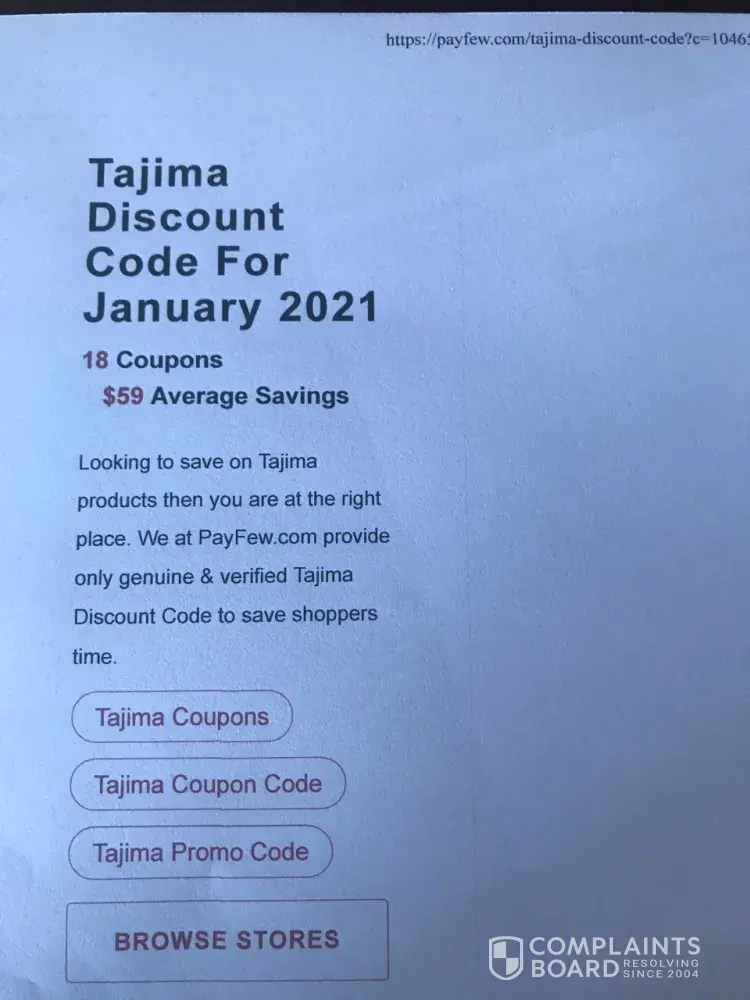 https://payfew.com/tajima-discount-code?c=10465
Tajima
Discount
Code For
January 2021
18 Coupons
$59 Average Savings
Looking to save on Tajima
products then you are at the right
place. We at PayFew.com provide
only genuine & verified Tajima
Discount Code to save shoppers
time.
Tajima Coupons
Tajima Coupon Code
Tajima Promo Code
BROWSE STORES
COMPLAINTS
BOARD RESOLVING
SINCE 2004